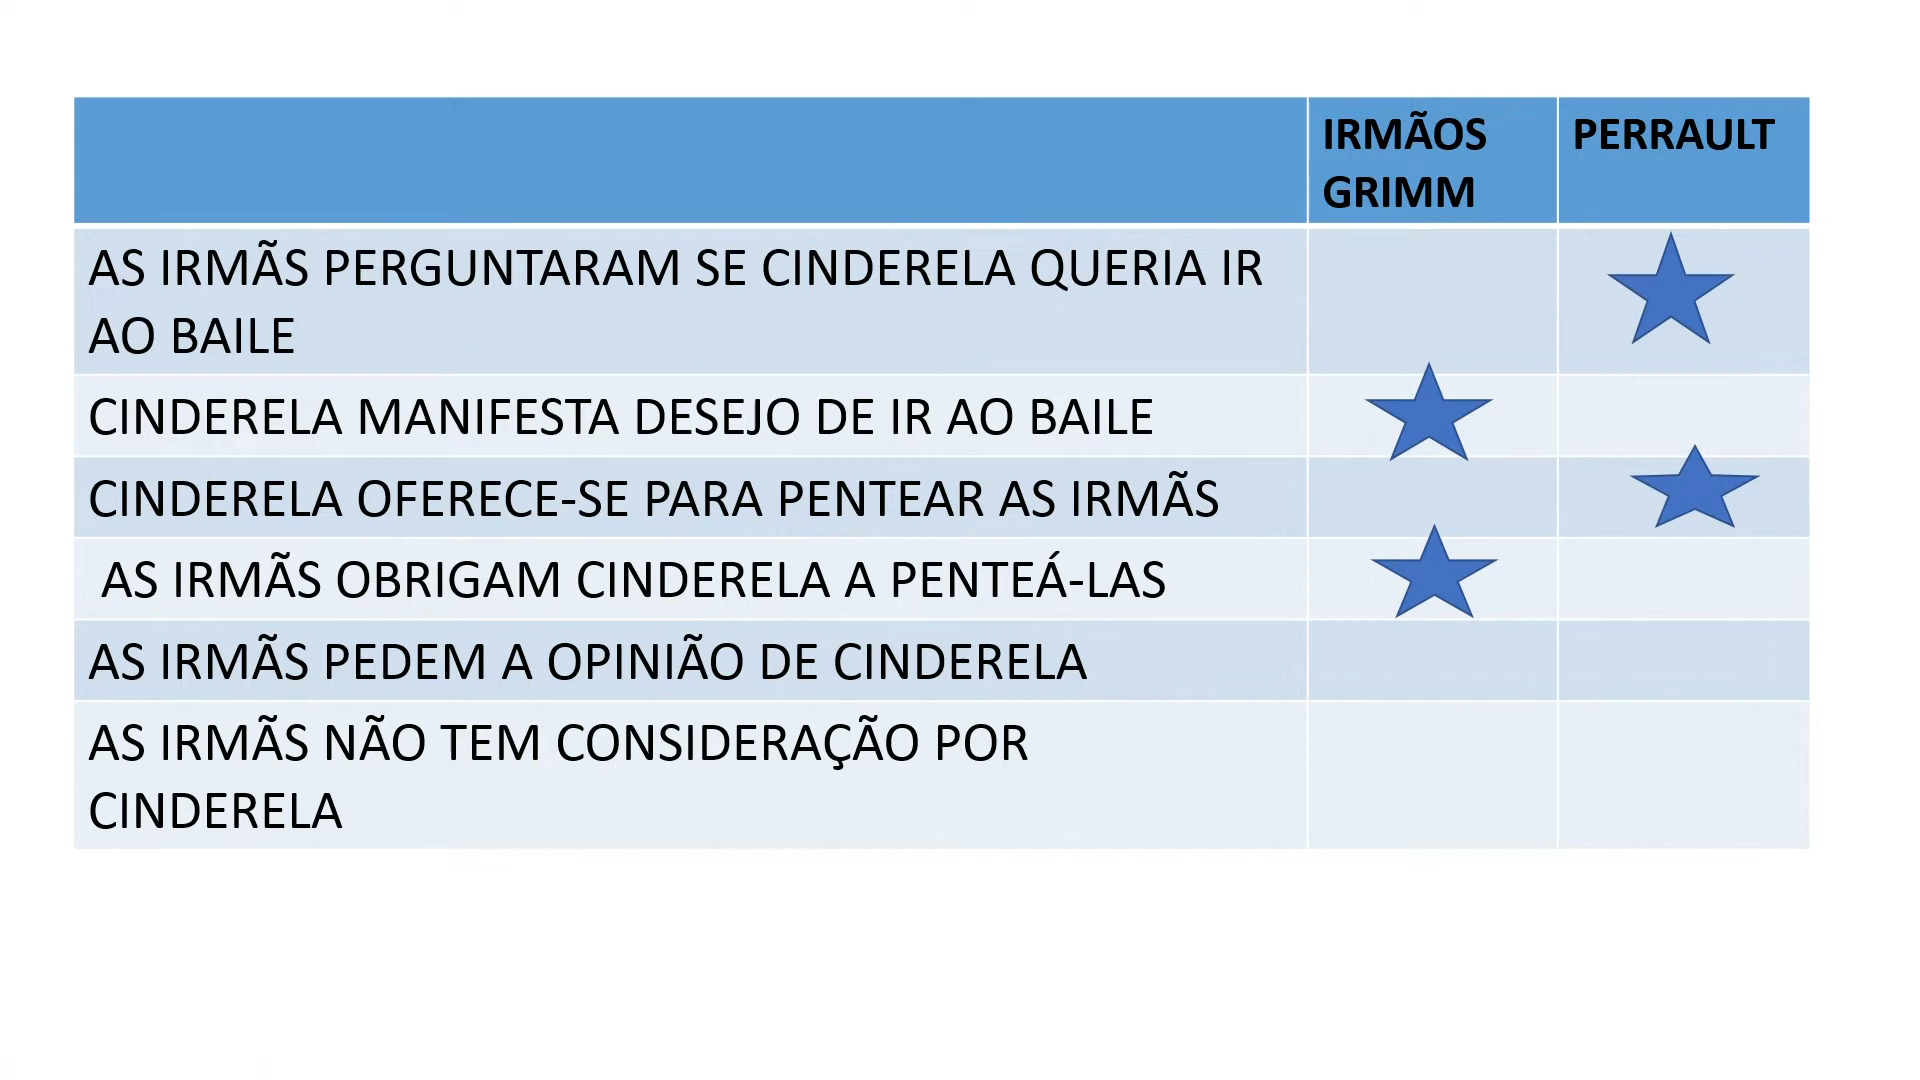 IRMÃOS
GRIMM
PERRAULT
AS IRMÃS PERGUNTARAM SE CINDERELA QUERIA IR
AO BAILE
CINDERELA MANIFESTA DESEJO DE IR AO BAILE
CINDERELA OFERECE-SE PARA PENTEAR AS IRMÃS
AS IRMÃS OBRIGAM CINDERELA A PENTEÁ-LAS
AS IRMÃS PEDEM A OPINIÃO DE CINDERELA
AS IRMÃS NÃO TEM CONSIDERAÇÃO POR
CINDERELA